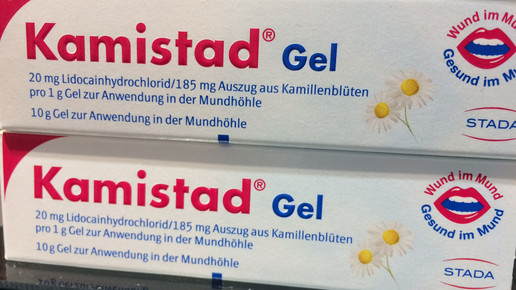 Kamistad® Gel
20 mg Lidocainhydrochlorid/185 mg Auszug aus Kamillenblüten
pro 1 g Gel zur Anwendung in der Mundhöhle
10 g Gel zur Anwendung in der Mundhöhle
Wund im Mund
Gesund im Mund
STADA
Kamistad® Gel
20 mg Lidocainhydrochlorid/185 mg Auszug aus Kamillenblüten
pro 1 g Gel zur Anwendung in der Mundhöhle
10 g Gel zur Anwendung in der Mundhöhle
Wund im Mund
Gesund im Mund
STADA